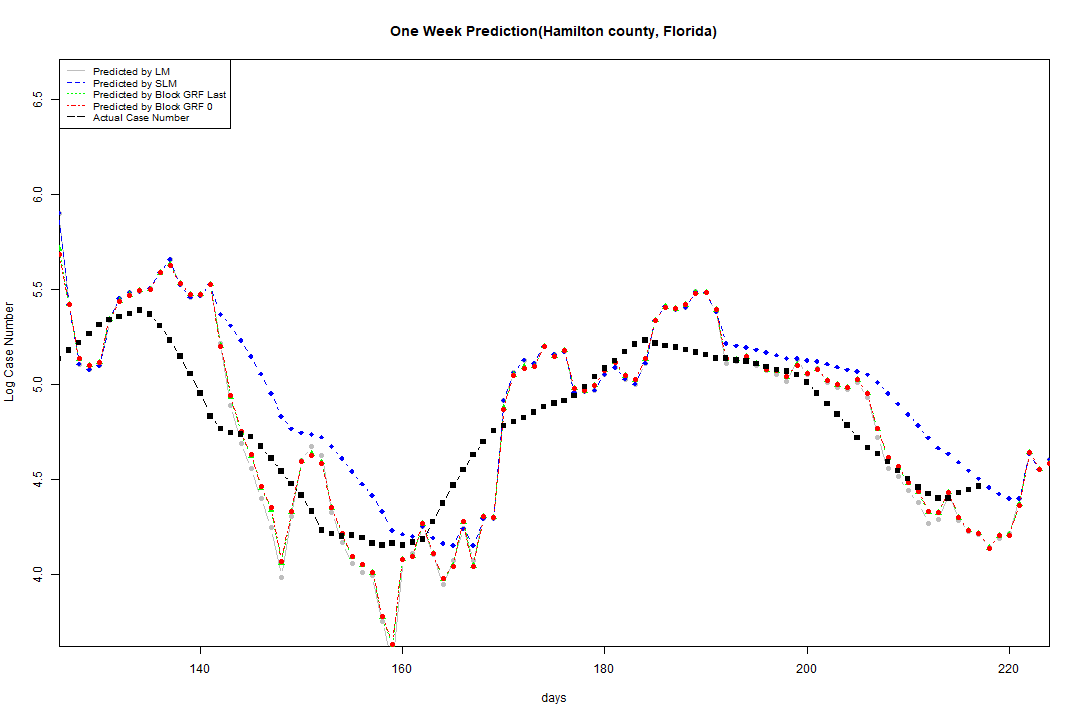 One Week Prediction(Hamilton county, Florida)
Predicted by LM
Predicted by SLM
Predicted by Block GRF Last
Predicted by Block GRF 0
Actual Case Number
Log Case Number
6.5
6.0
5.5
5.0
4.5
4.0
140 160 180 200 220
days